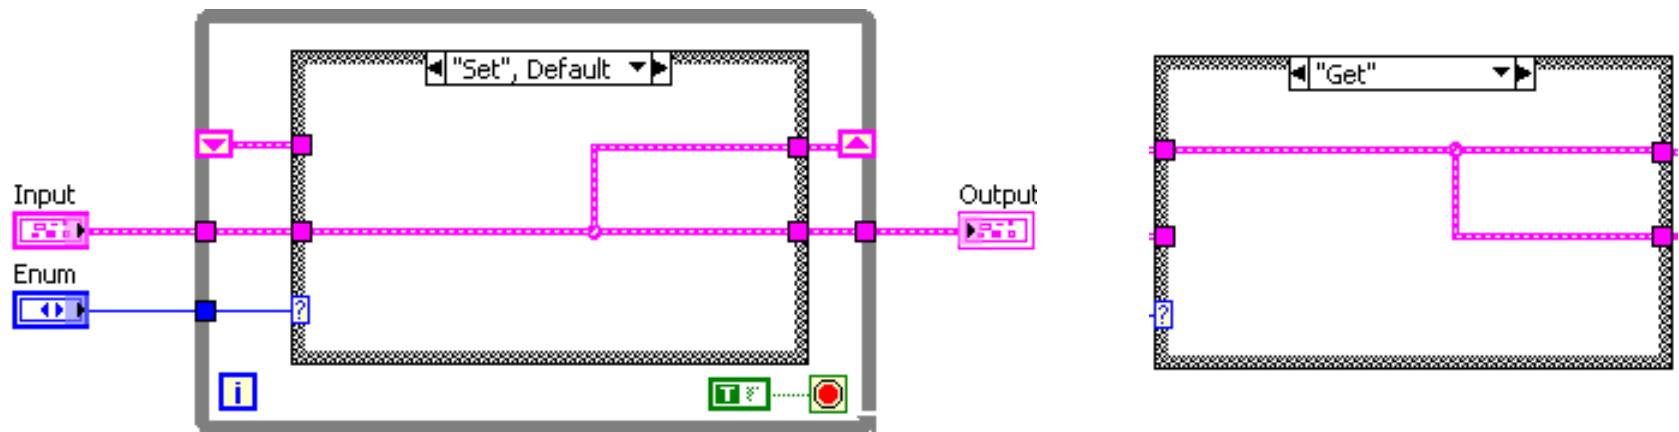 "Set", Default
"Get"
Input
Output
Enum
?
?
i
T